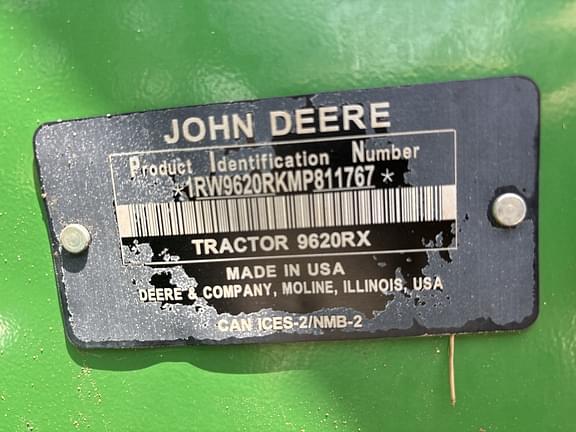 JOHN DEERE
Product Identification Number
*1RW9620RKMP811767*
TRACTOR 9620RX
MADE IN USA
DEERE & COMPANY, MOLINE, ILLINOIS, USA
CAN ICES-2/NMB-2